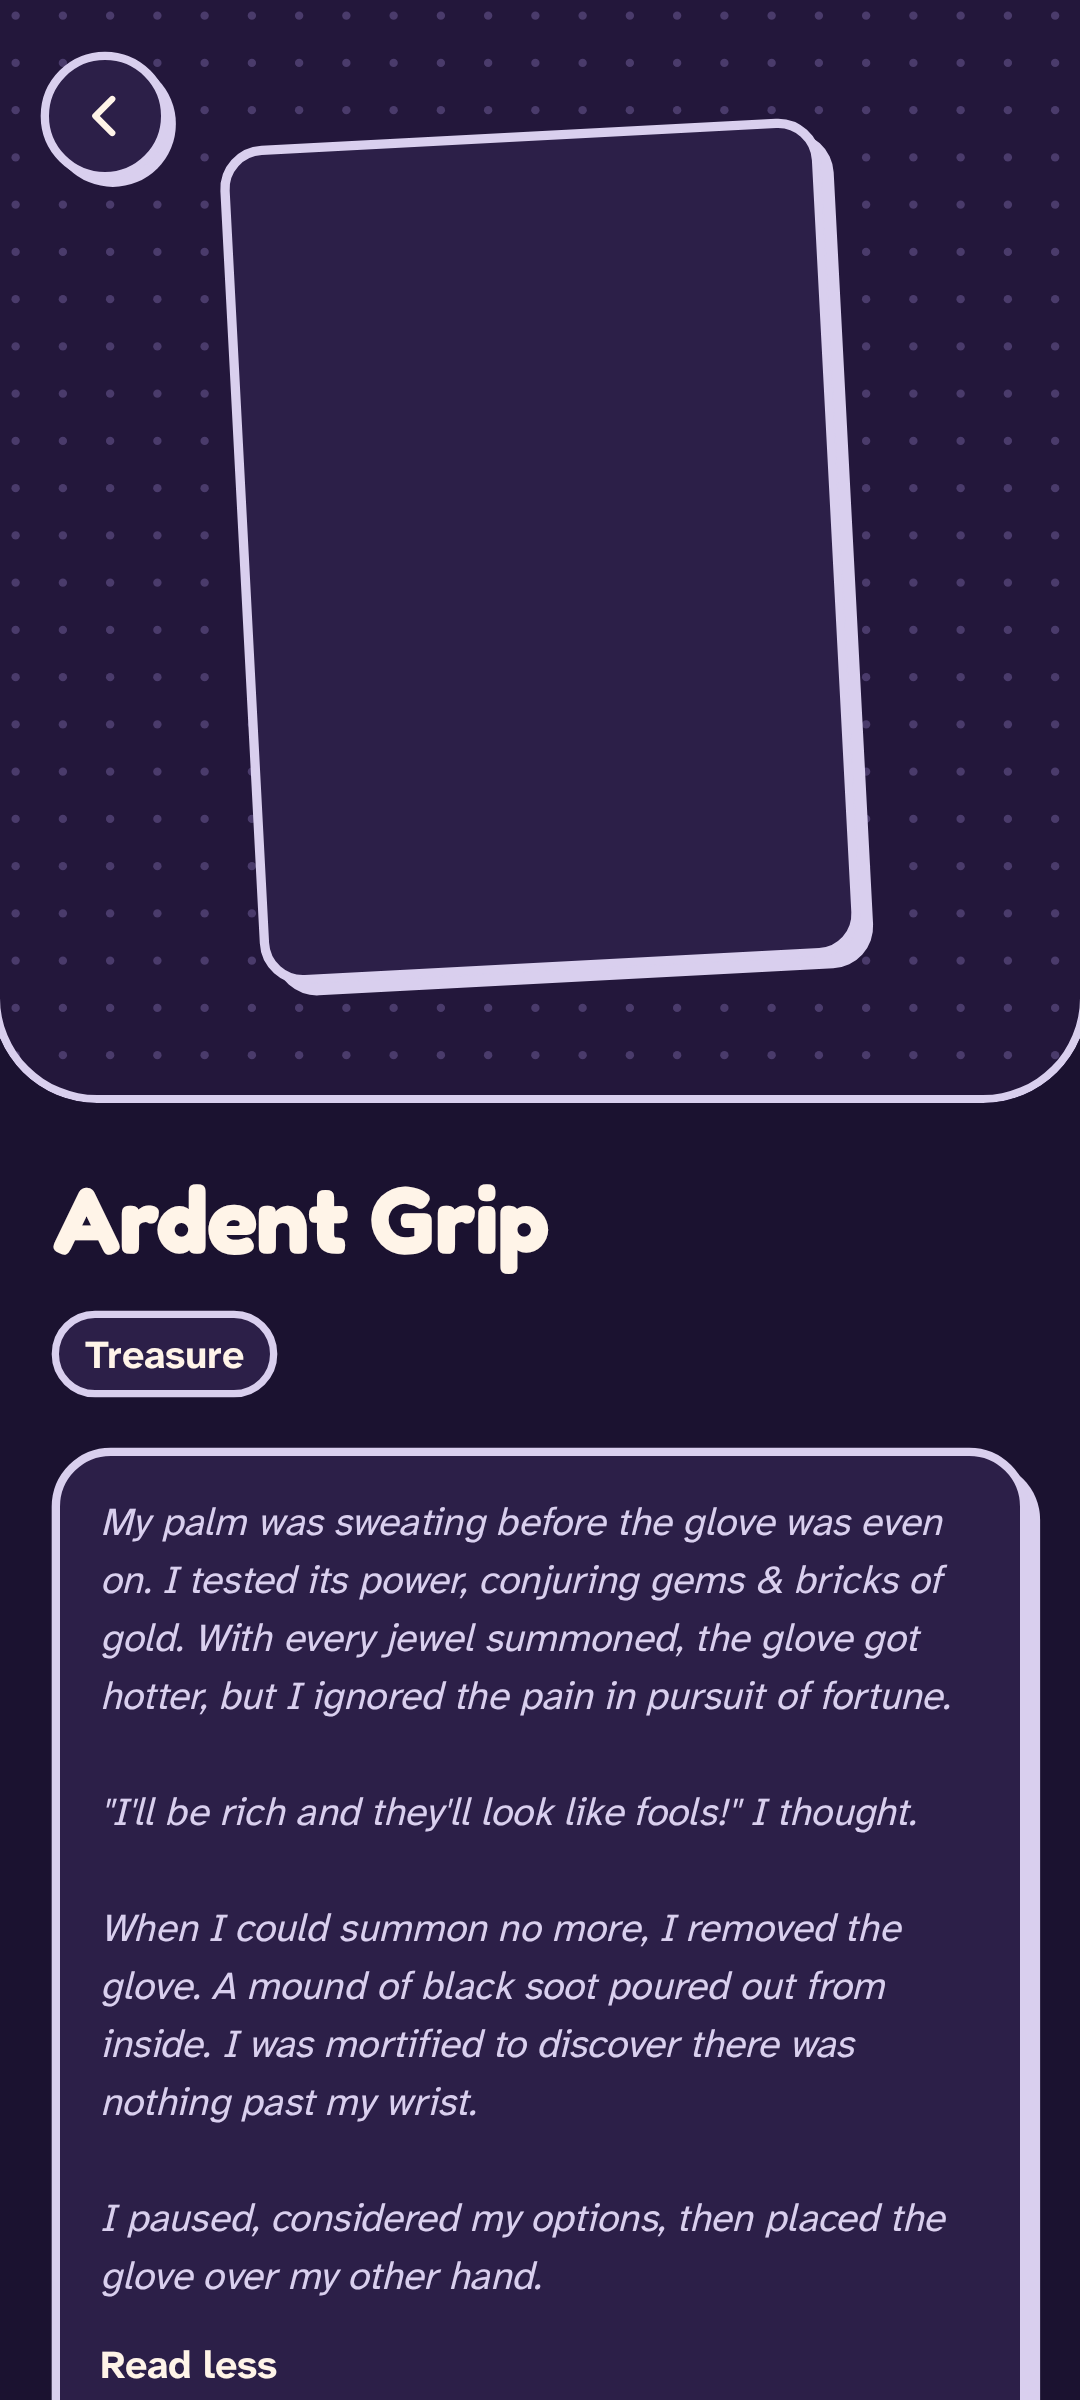 Ardent Grip
Treasure
My palm was sweating before the glove was even
on. I tested its power, conjuring gems & bricks of
gold. With every jewel summoned, the glove got
hotter, but I ignored the pain in pursuit of fortune.
"I'll be rich and they'll look like fools!" I thought.
When I could summon no more, I removed the
glove. A mound of black soot poured out from
inside. I was mortified to discover there was
nothing past my wrist.
I paused, considered my options, then placed the
glove over my other hand.
Read less